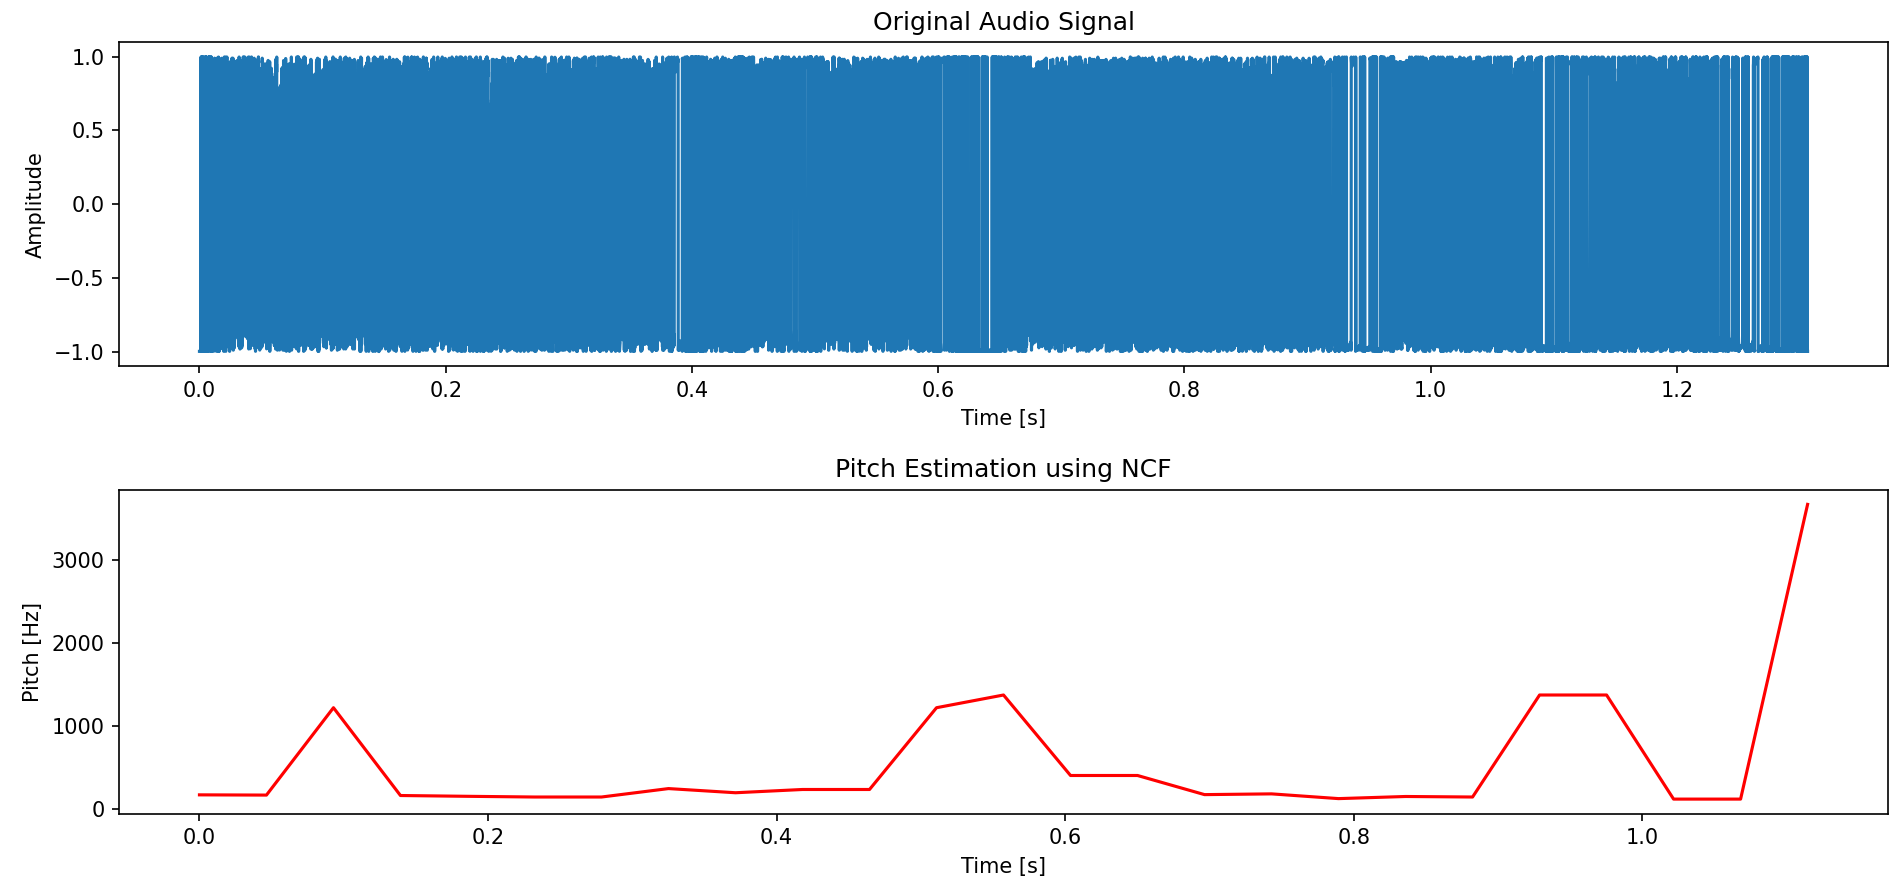 Original Audio Signal
Amplitude
1.0
0.5
0.0
−0.5
−1.0
0.0 0.2 0.4 0.6 0.8 1.0 1.2
Time [s]
Pitch Estimation using NCF
Pitch [Hz]
3000
2000
1000
0
0.0 0.2 0.4 0.6 0.8 1.0
Time [s]